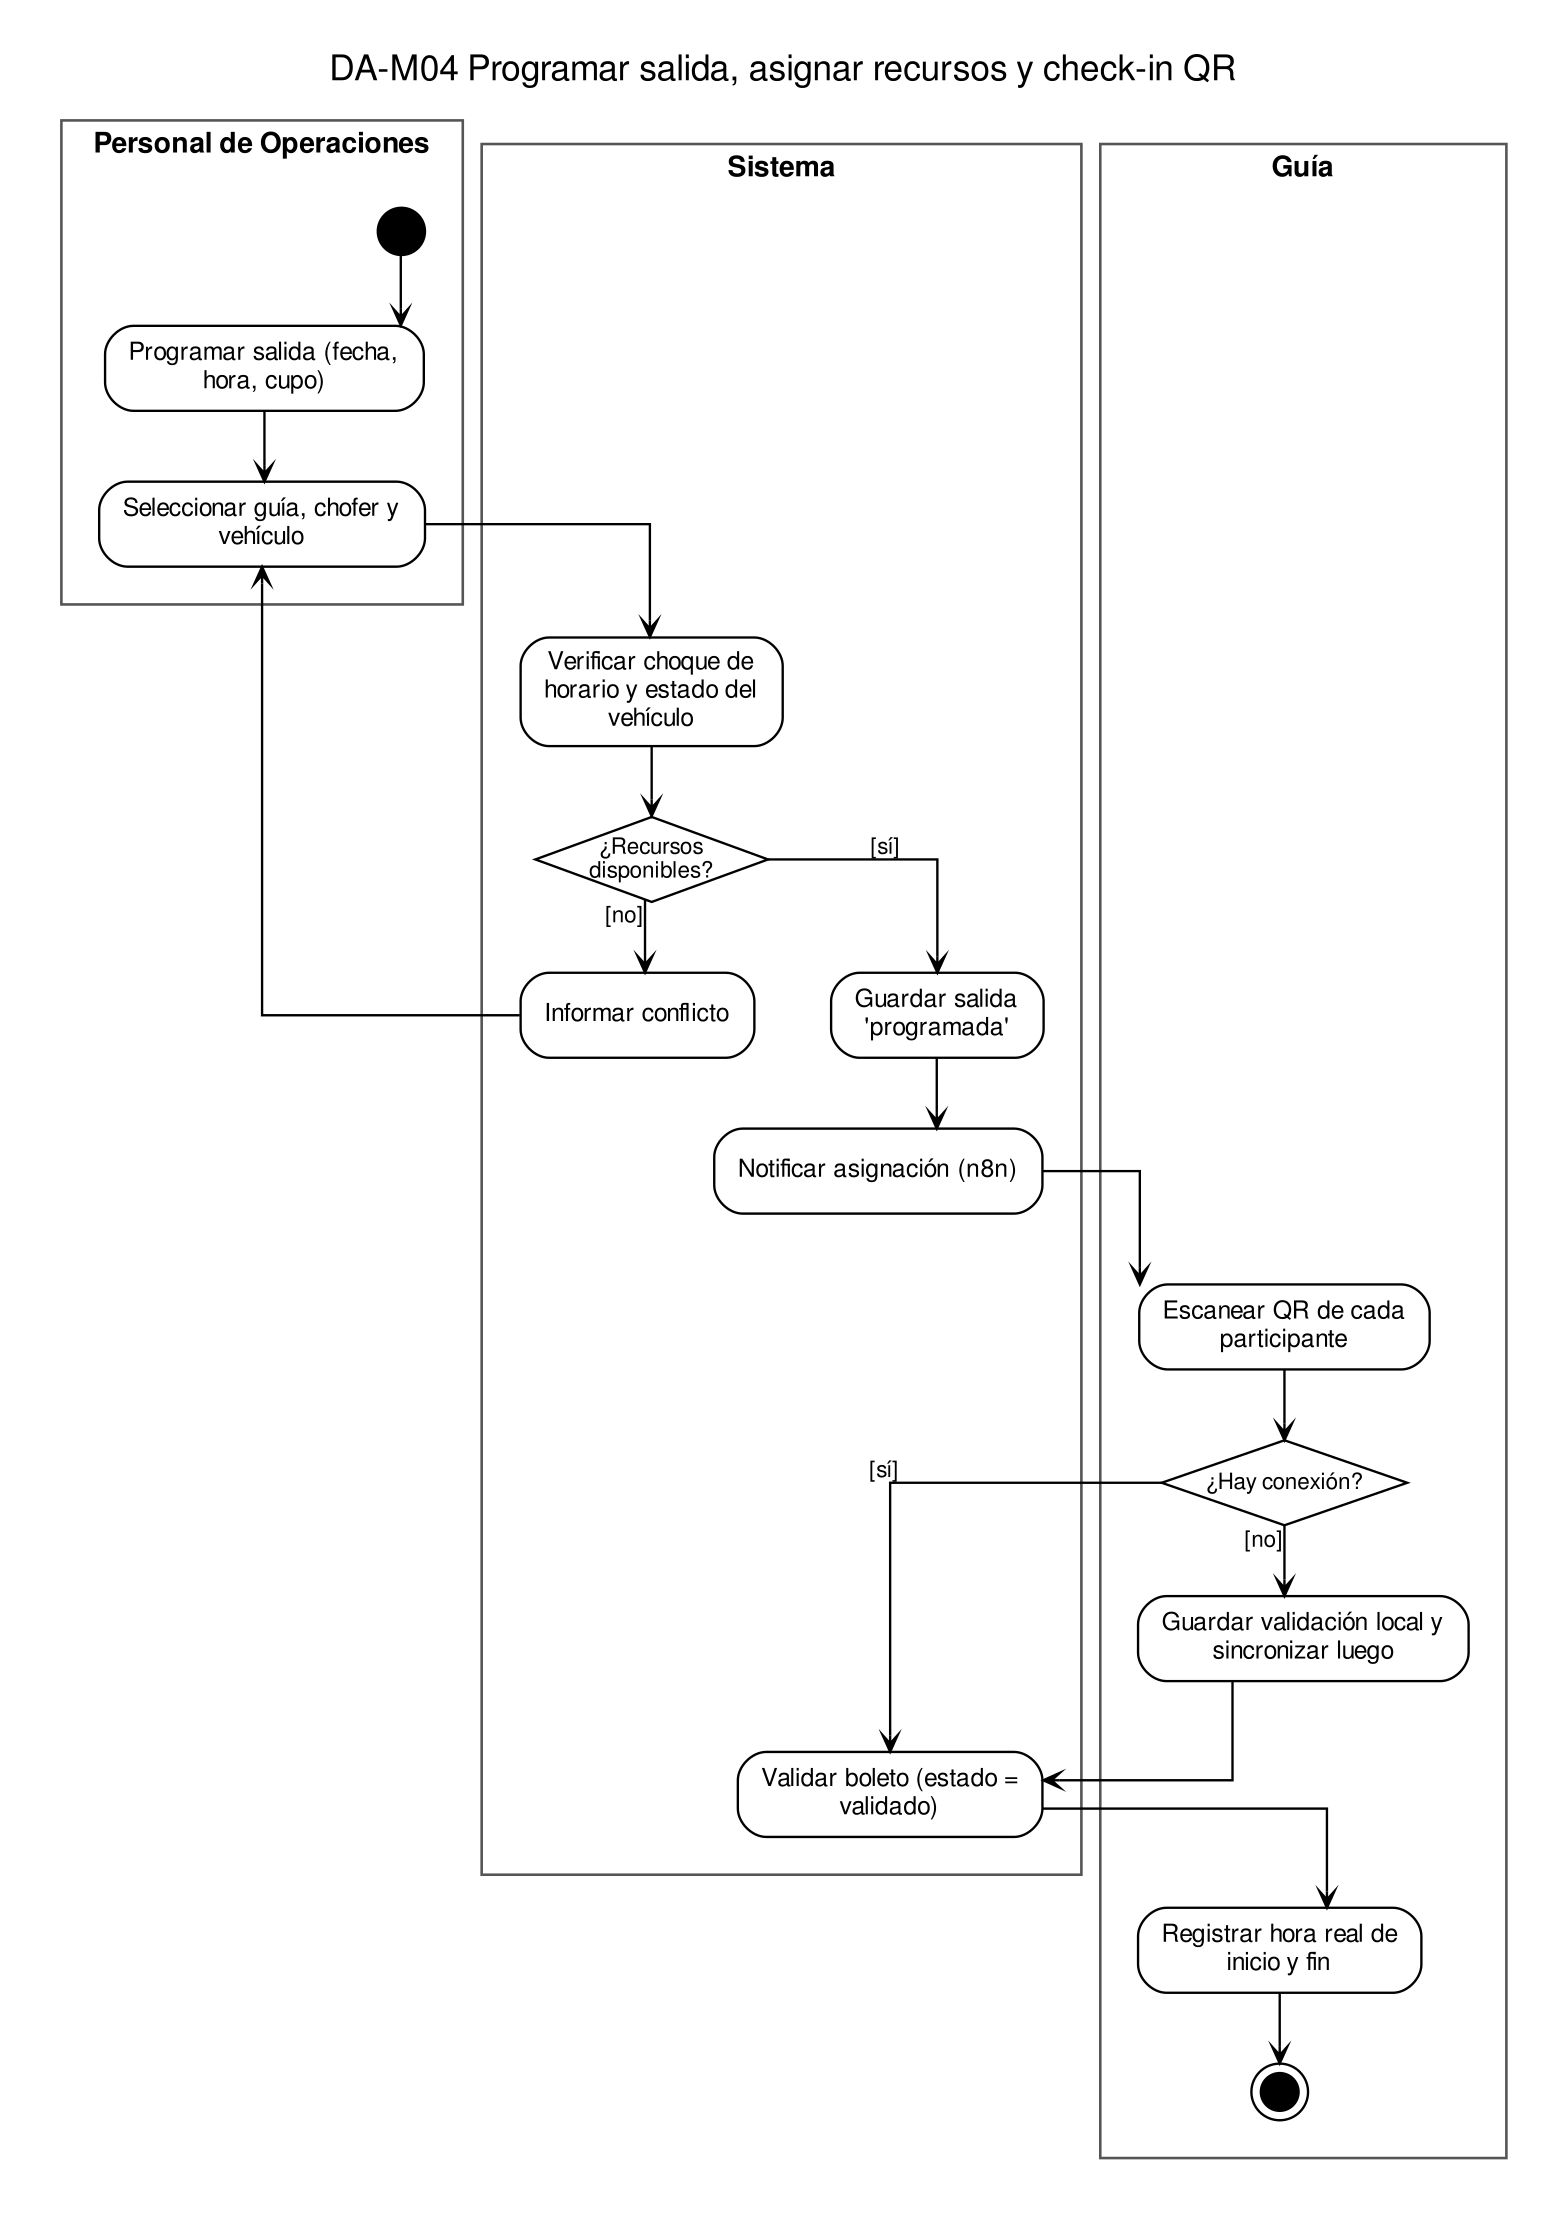 DA-M04 Programar salida, asignar recursos y check-in QR
Personal de Operaciones
Sistema
Guía
Programar salida (fecha,
hora, cupo)
Seleccionar guía, chofer y
vehículo
Verificar choque de
horario y estado del
vehículo
¿Recursos
disponibles?
[sí]
[no]
Informar conflicto
Guardar salida
'programada'
Notificar asignación (n8n)
Escanear QR de cada
participante
¿Hay conexión?
[sí]
[no]
Guardar validación local y
sincronizar luego
Validar boleto (estado =
validado)
Registrar hora real de
inicio y fin